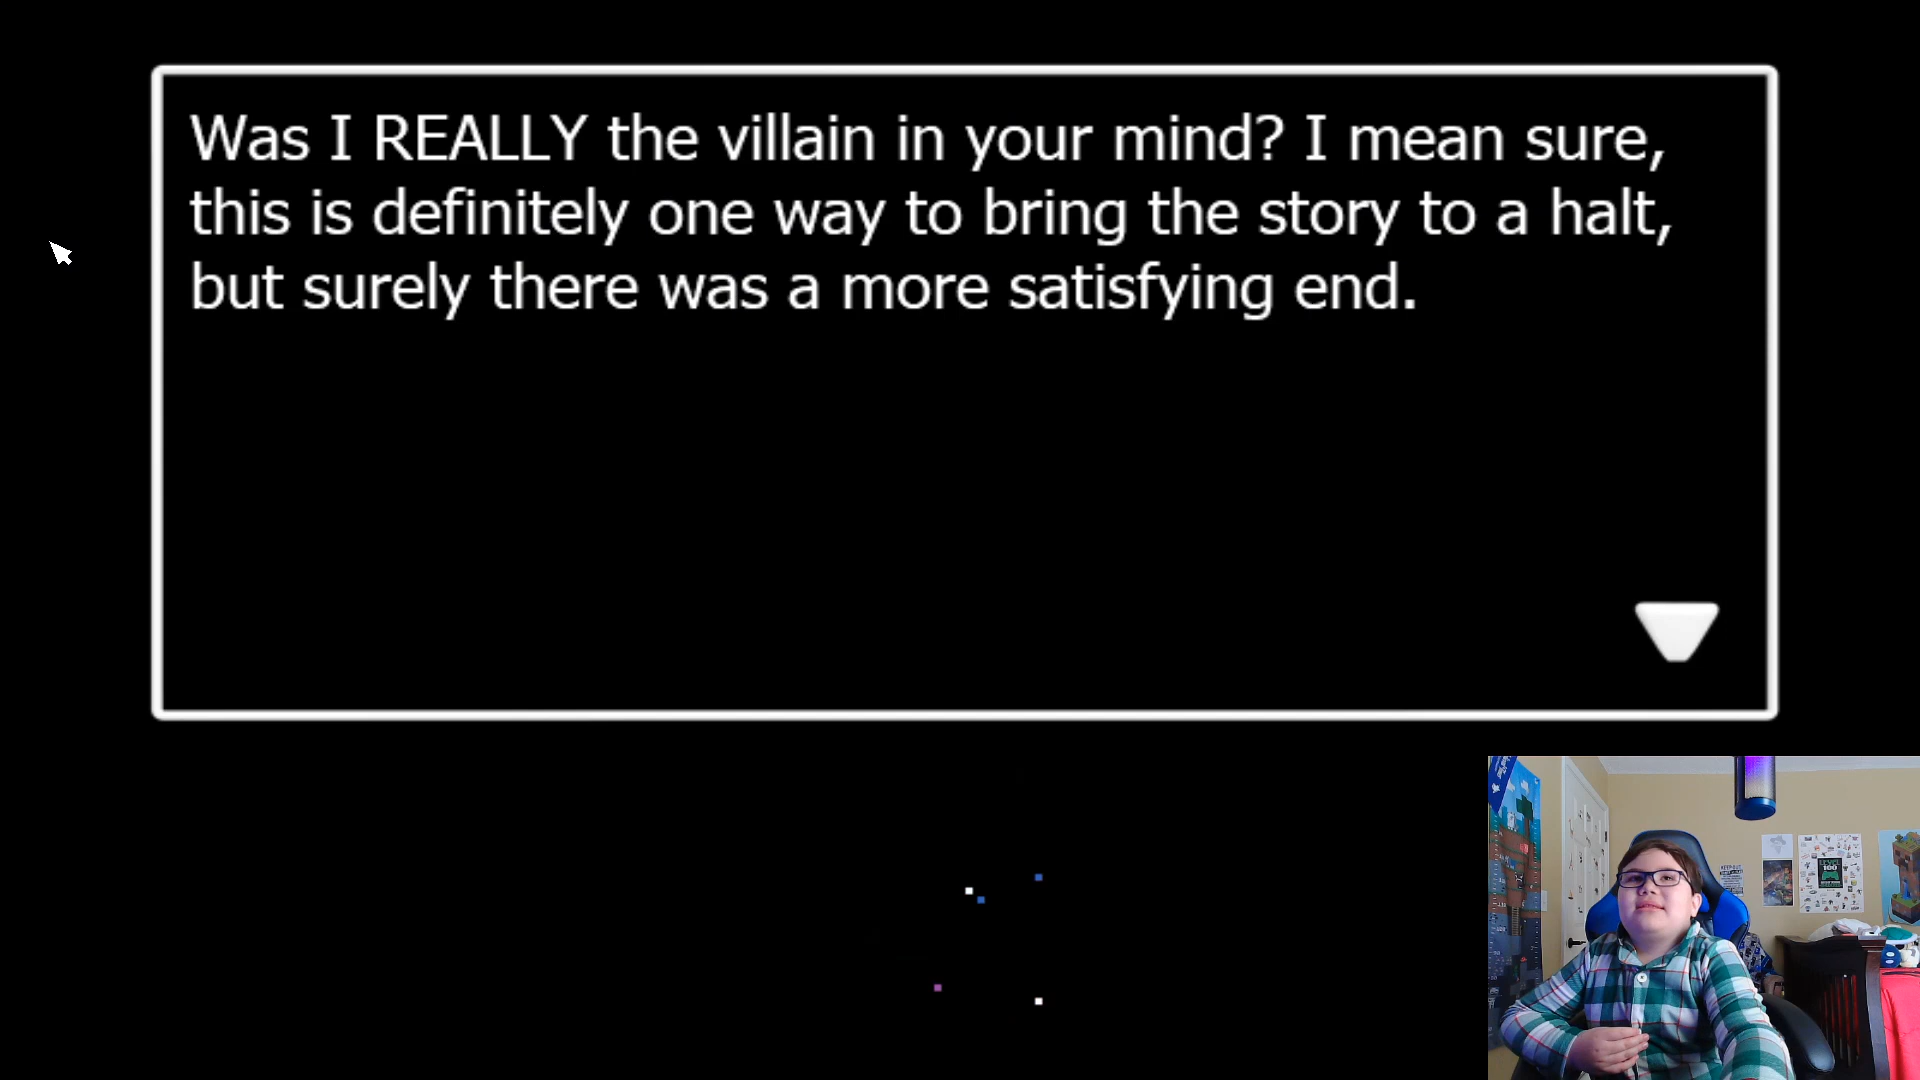 Was I REALLY the villain in your mind? I mean sure,
this is definitely one way to bring the story to a halt,
but surely there was a more satisfying end.